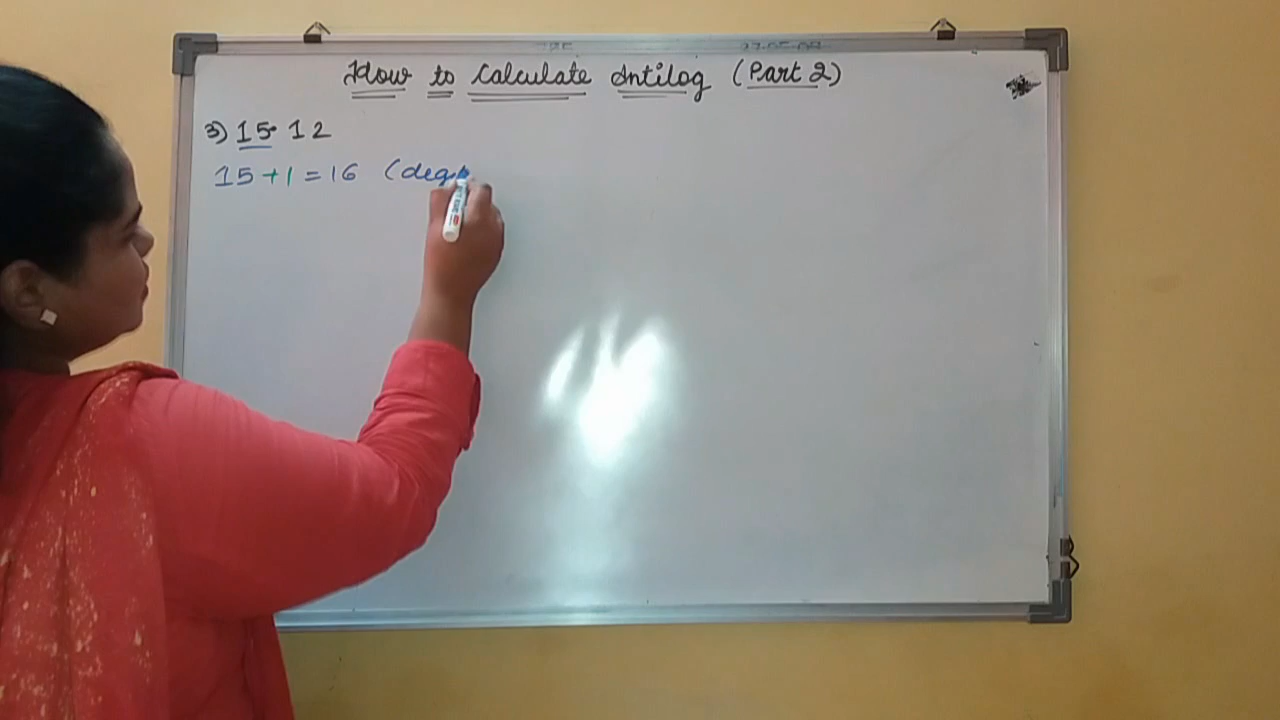 How to Calculate Antilog (Part 2)
3) 15.12
15 + 1 = 16 (deg